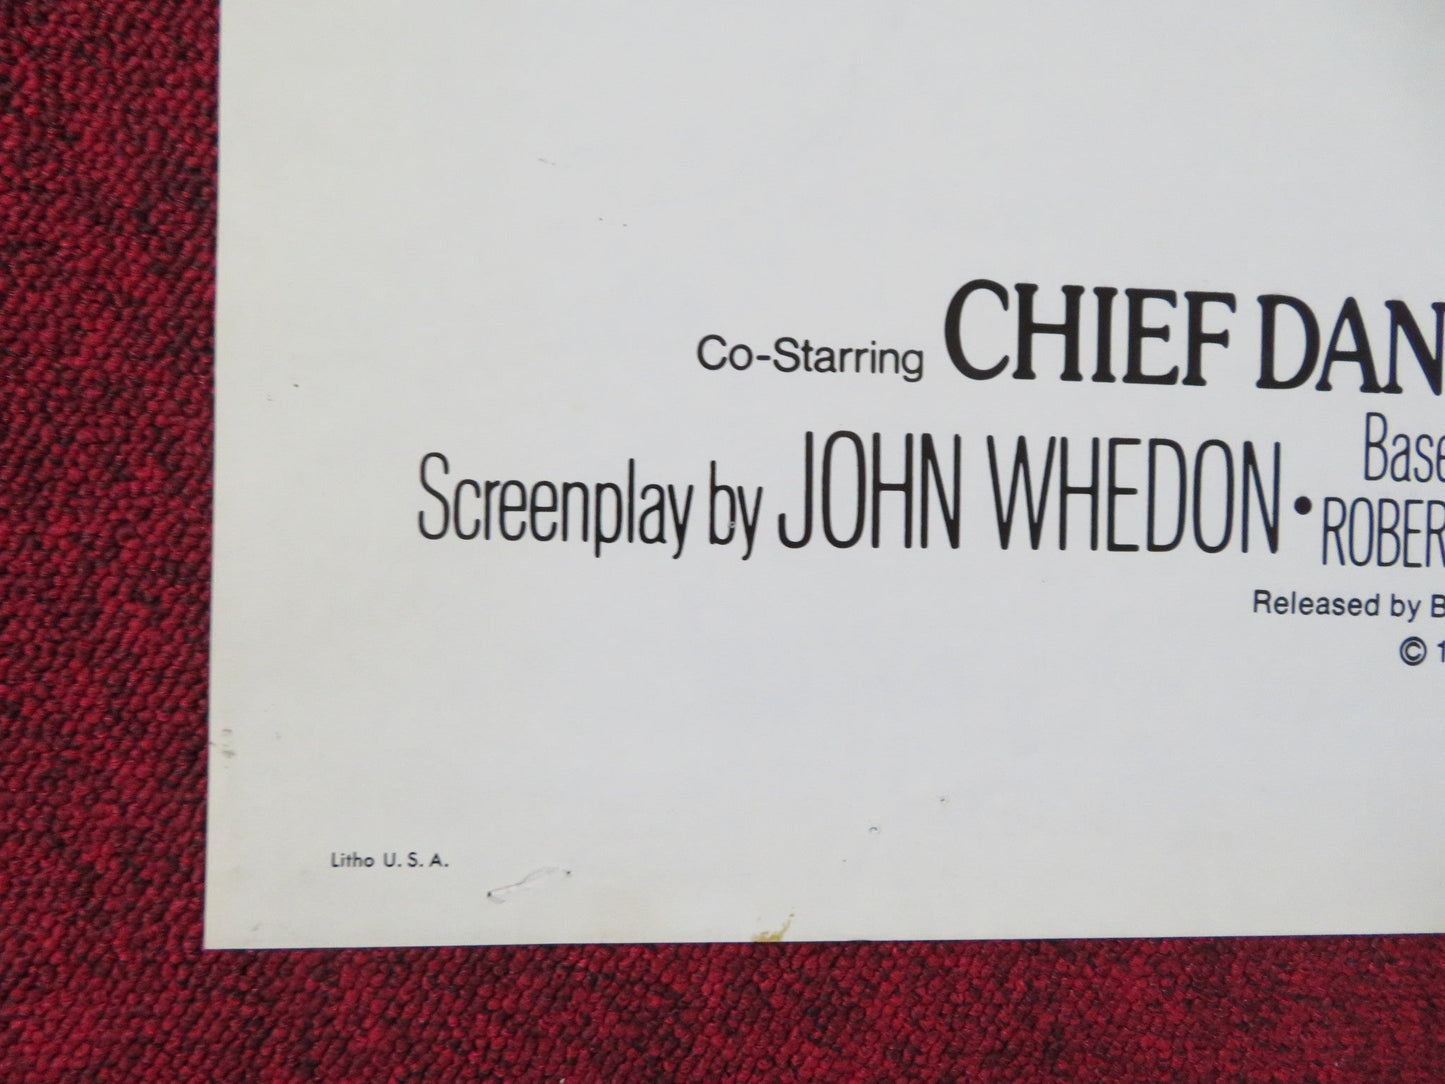 Co-Starring CHIEF DAN
Base
Screenplay by JOHN WHEDON •
ROBER
Released by B
© 1
Litho U. S. A.